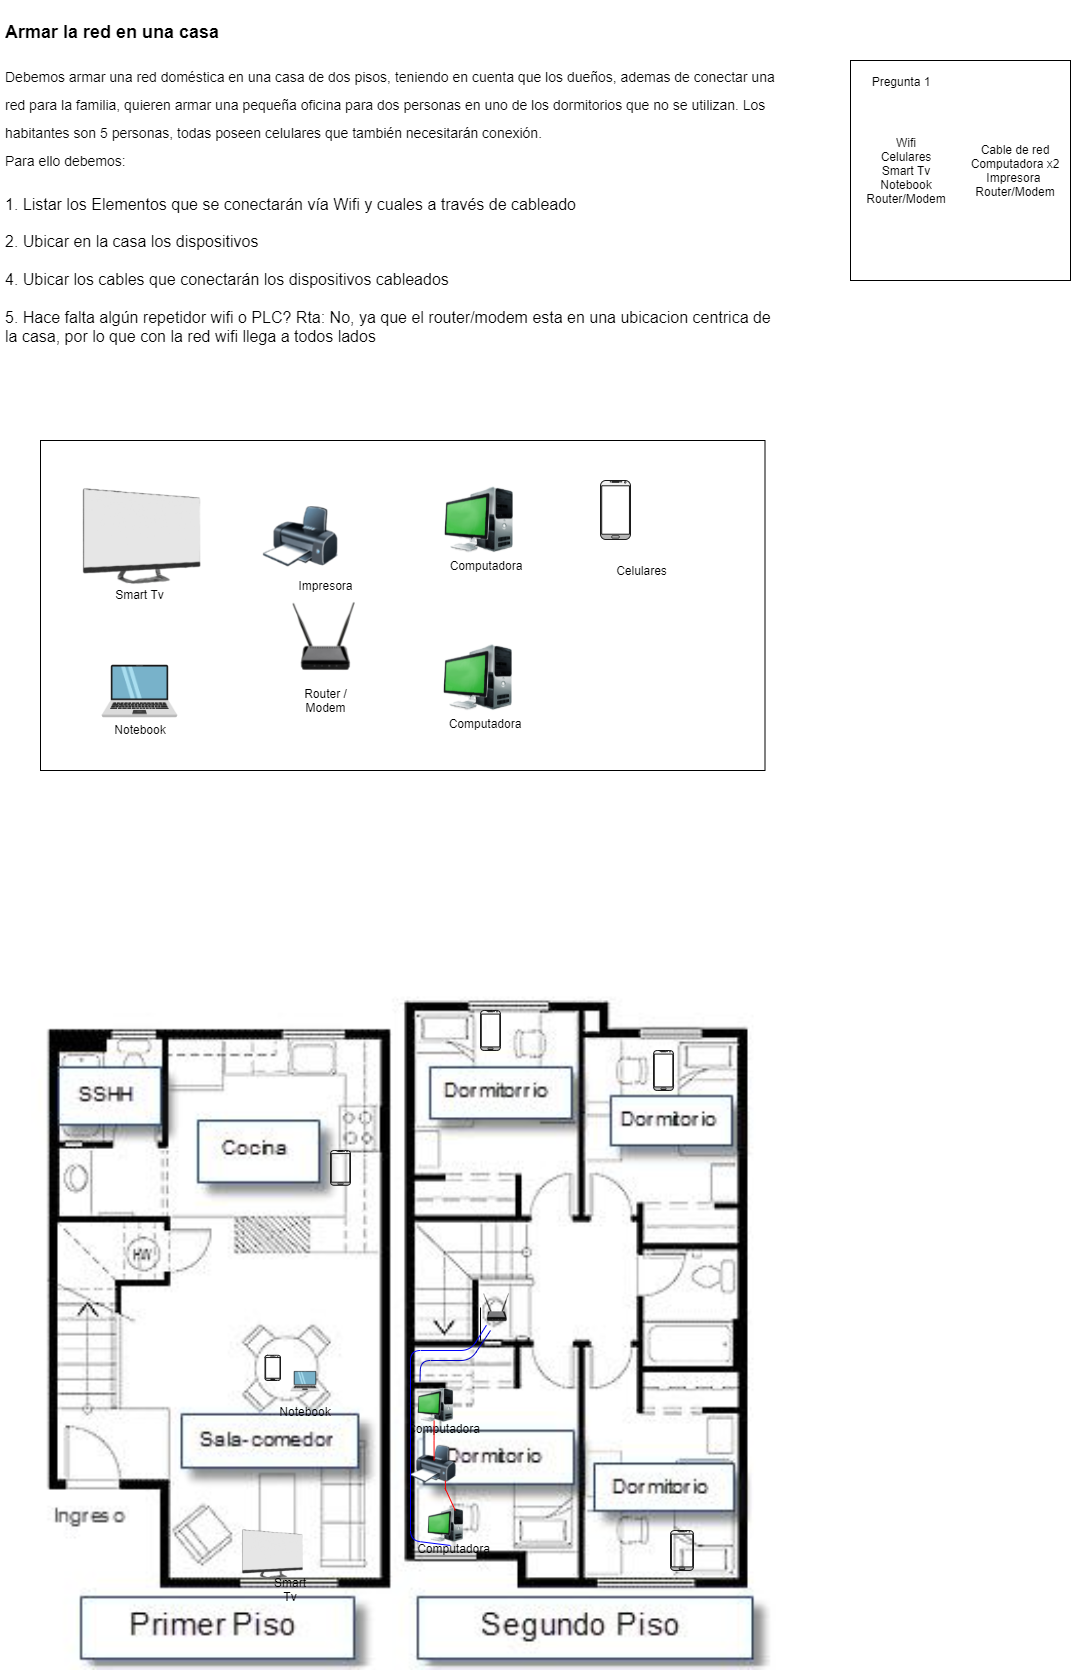 Armar la red en una casa
Debemos armar una red doméstica en una casa de dos pisos, teniendo en cuenta que los dueños, ademas de conectar una
red para la familia, quieren armar una pequeña oficina para dos personas en uno de los dormitorios que no se utilizan. Los
habitantes son 5 personas, todas poseen celulares que también necesitarán conexión.
Para ello debemos:
1. Listar los Elementos que se conectarán vía Wifi y cuales a través de cableado
2. Ubicar en la casa los dispositivos
4. Ubicar los cables que conectarán los dispositivos cableados
5. Hace falta algún repetidor wifi o PLC? Rta: No, ya que el router/modem esta en una ubicacion centrica de
la casa, por lo que con la red wifi llega a todos lados
Pregunta 1
Wifi
Celulares
Smart Tv
Notebook
Router/Modem
Cable de red
Computadora x2
Impresora
Router/Modem
Smart Tv
Impresora
Computadora
Celulares
Notebook
Router /
Modem
Computadora
SSHH
Cocina
HW
Notebook
Sala-comedor
Ingreso
Smart
Tv
Primer Piso
Dormitorrio
Dormitorio
Computadora
Dormitorio
Dormitorio
Computadora
Segundo Piso